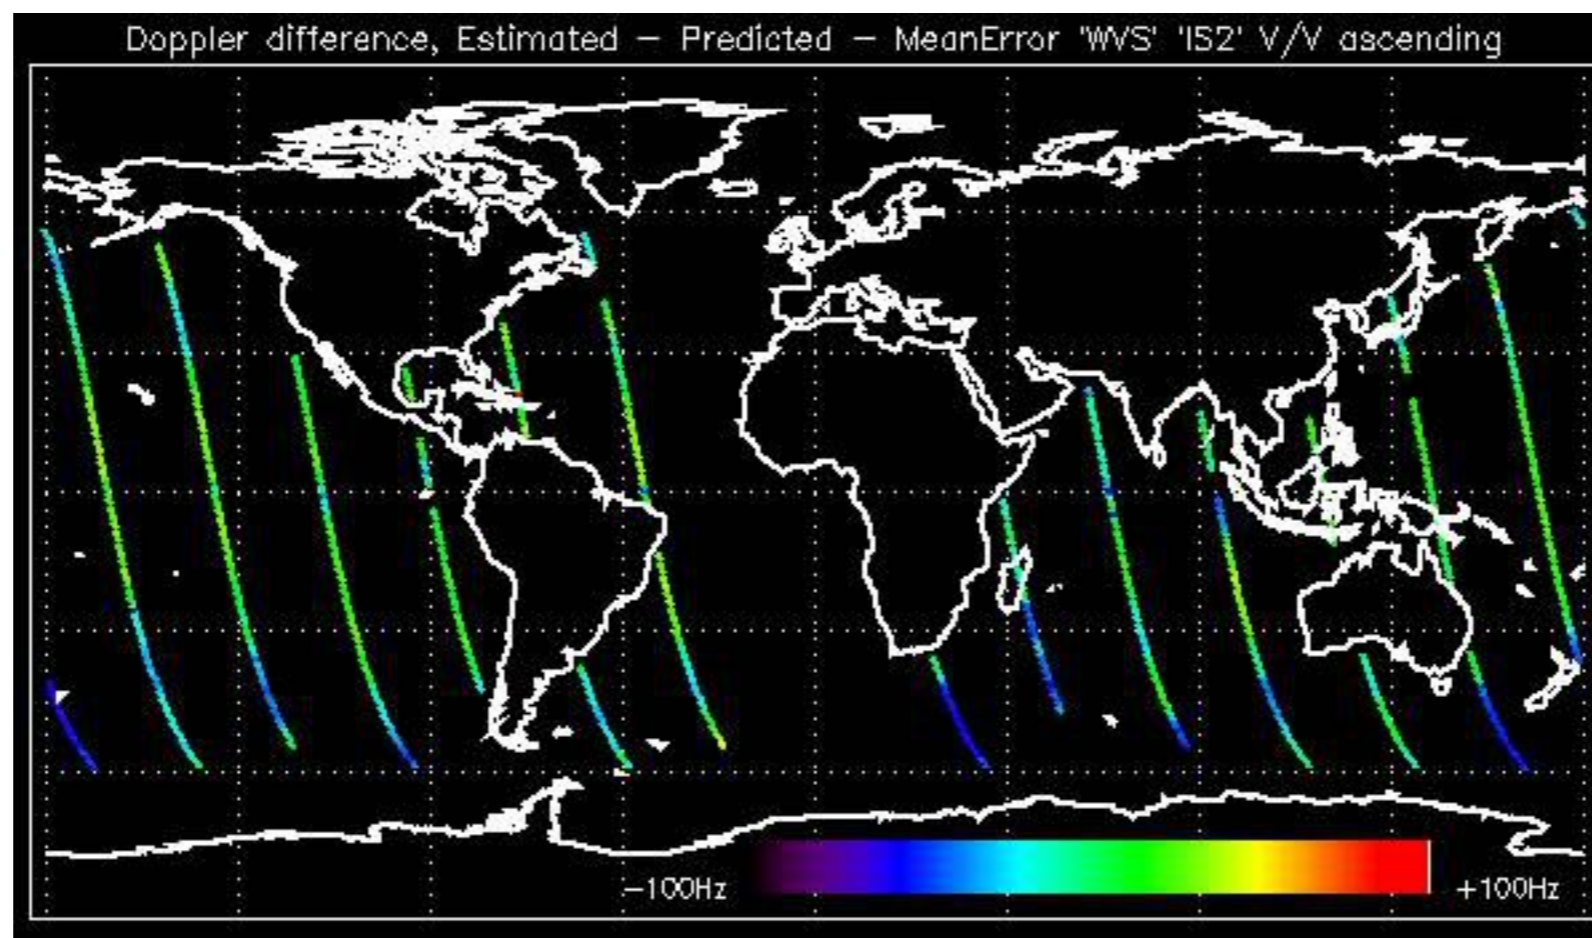 Doppler difference, Estimated – Predicted – MeanError 'WVS' 'IS2' V/V ascending
–100Hz
+100Hz